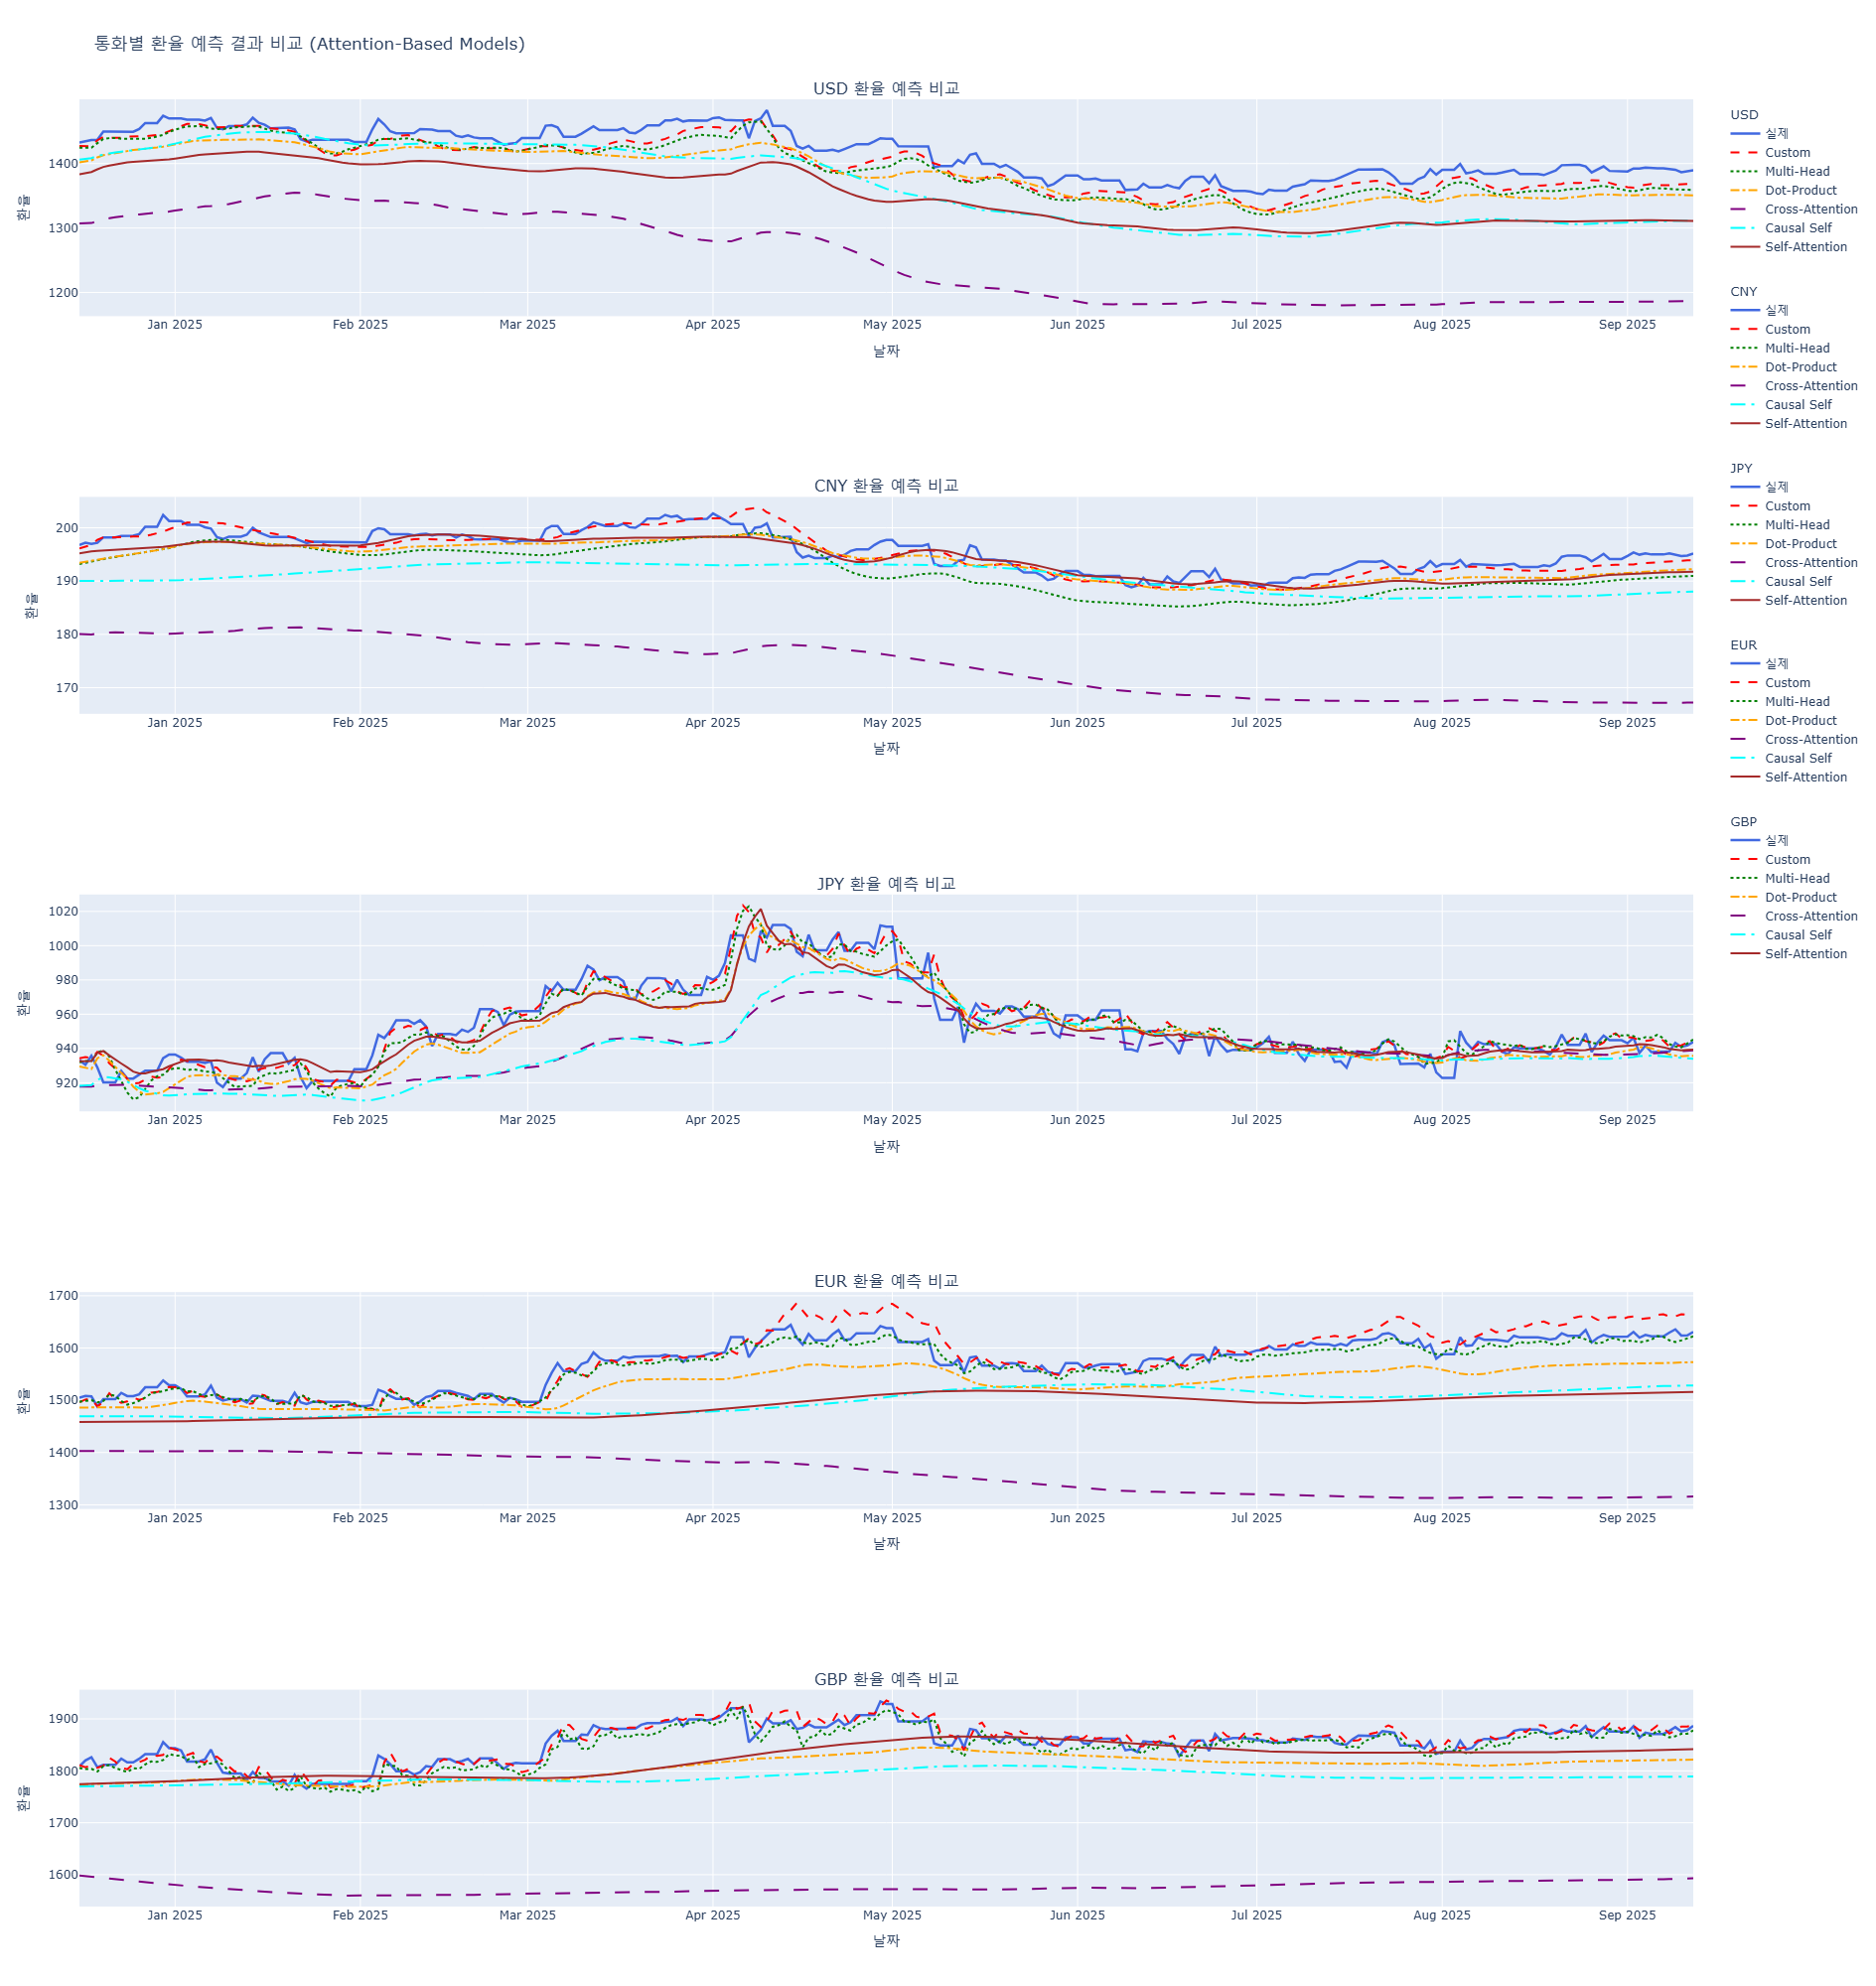 통화별 환율 예측 결과 비교 (Attention-Based Models)
USD 환율 예측 비교
환율
1400
1300
1200
Jan 2025 Feb 2025 Mar 2025 Apr 2025 May 2025 Jun 2025 Jul 2025 Aug 2025 Sep 2025
날짜
CNY 환율 예측 비교
환율
200
190
180
170
Jan 2025 Feb 2025 Mar 2025 Apr 2025 May 2025 Jun 2025 Jul 2025 Aug 2025 Sep 2025
날짜
JPY 환율 예측 비교
환율
1020
1000
980
960
940
920
Jan 2025 Feb 2025 Mar 2025 Apr 2025 May 2025 Jun 2025 Jul 2025 Aug 2025 Sep 2025
날짜
EUR 환율 예측 비교
환율
1700
1600
1500
1400
1300
Jan 2025 Feb 2025 Mar 2025 Apr 2025 May 2025 Jun 2025 Jul 2025 Aug 2025 Sep 2025
날짜
GBP 환율 예측 비교
환율
1900
1800
1700
1600
Jan 2025 Feb 2025 Mar 2025 Apr 2025 May 2025 Jun 2025 Jul 2025 Aug 2025 Sep 2025
날짜
USD
실제
Custom
Multi-Head
Dot-Product
Cross-Attention
Causal Self
Self-Attention
CNY
실제
Custom
Multi-Head
Dot-Product
Cross-Attention
Causal Self
Self-Attention
JPY
실제
Custom
Multi-Head
Dot-Product
Cross-Attention
Causal Self
Self-Attention
EUR
실제
Custom
Multi-Head
Dot-Product
Cross-Attention
Causal Self
Self-Attention
GBP
실제
Custom
Multi-Head
Dot-Product
Cross-Attention
Causal Self
Self-Attention